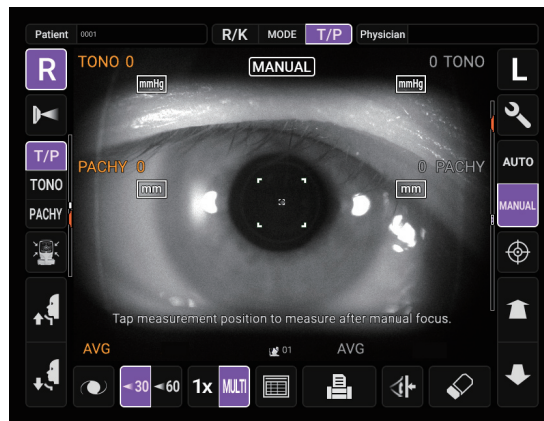 Patient 0001 R/K MODE T/P Physician
R TONO 0 MANUAL 0 TONO L
mmHg mmHg
T/P
TONO
PACHY
PACHY 0 0 PACHY
mm mm
AUTO
MANUAL
Tap measurement position to measure after manual focus.
AVG 01 AVG
30 60 1x MULTI